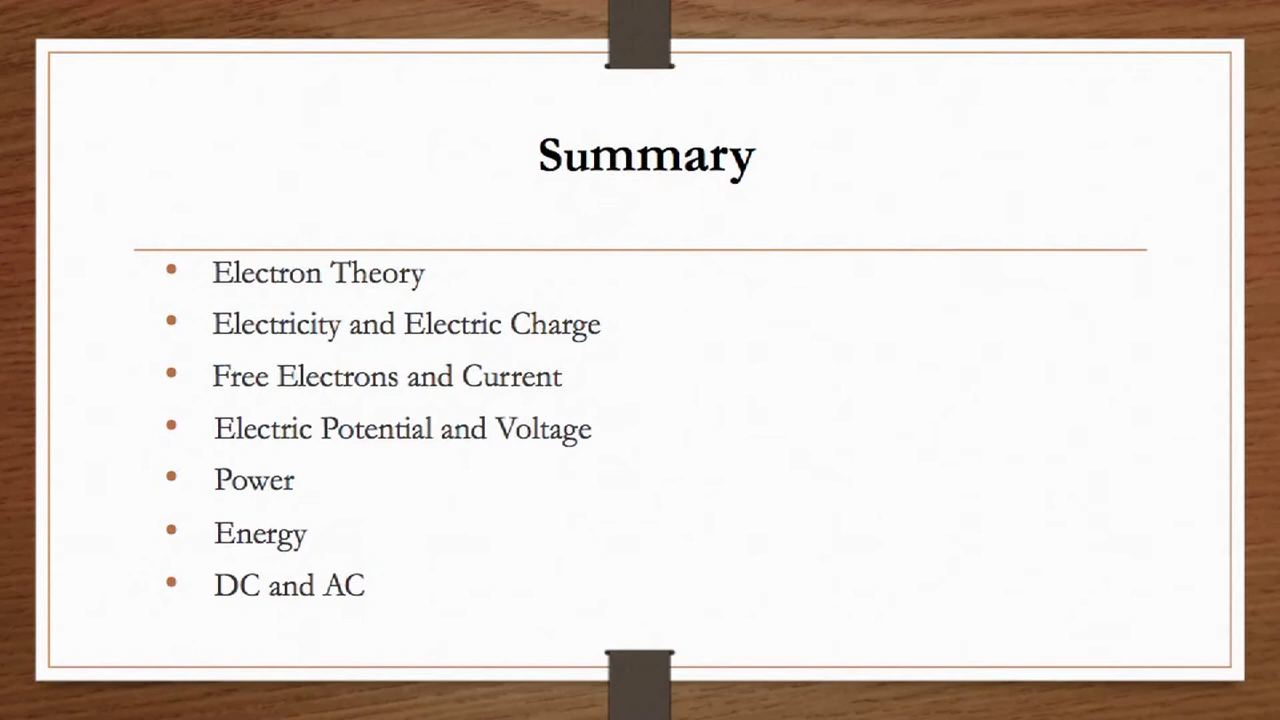 Summary
• Electron Theory
• Electricity and Electric Charge
• Free Electrons and Current
• Electric Potential and Voltage
• Power
• Energy
• DC and AC